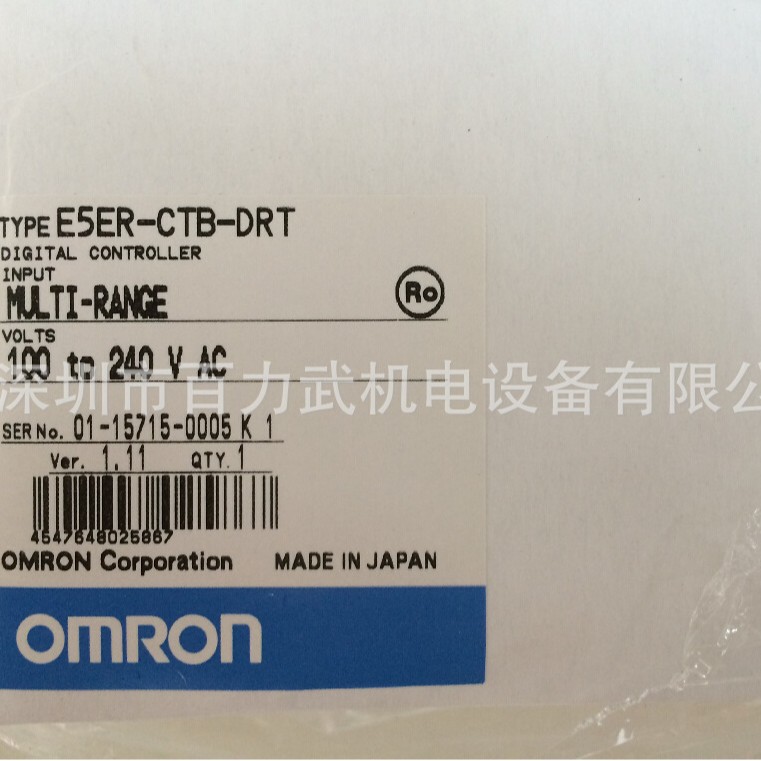 TYPE E5ER-CTB-DRT
DIGITAL CONTROLLER
INPUT
MULTI-RANGE
Ro
VOLTS
100 to 240 V AC
深圳市百力武机电设备有限公
SER No. 01-15715-0005 K 1
Ver. 1.11 QTY. 1
4547648025867
OMRON Corporation MADE IN JAPAN
OMRON